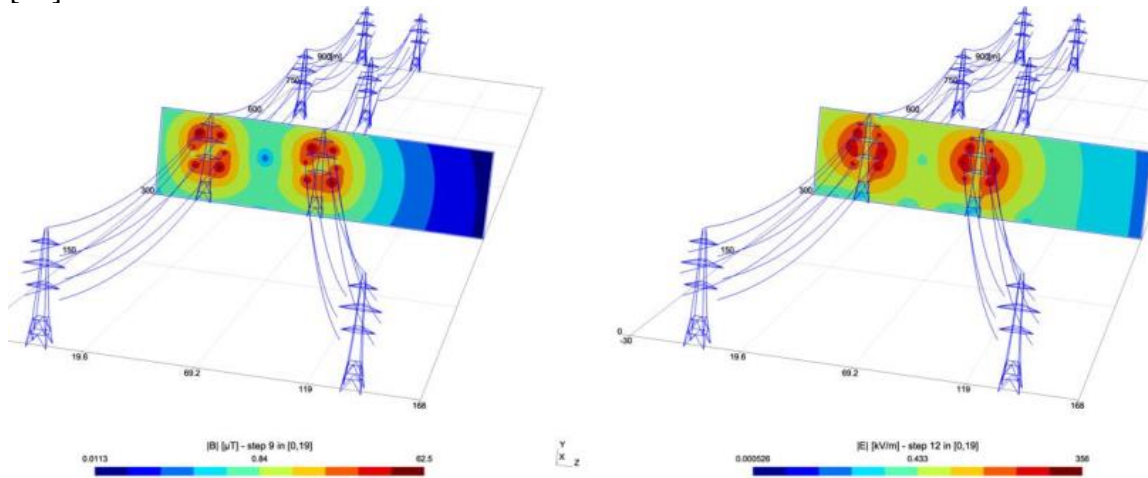 900[m]
750
600
300
150
19.6
69.2
119
168
|B| [µT] - step 9 in [0,19]
0.0113 0.84 62.5
Y
X
Z
900[m]
750
600
300
150
0
-30
19.6
69.2
119
168
|E| [kV/m] - step 12 in [0,19]
0.000526 0.433 356